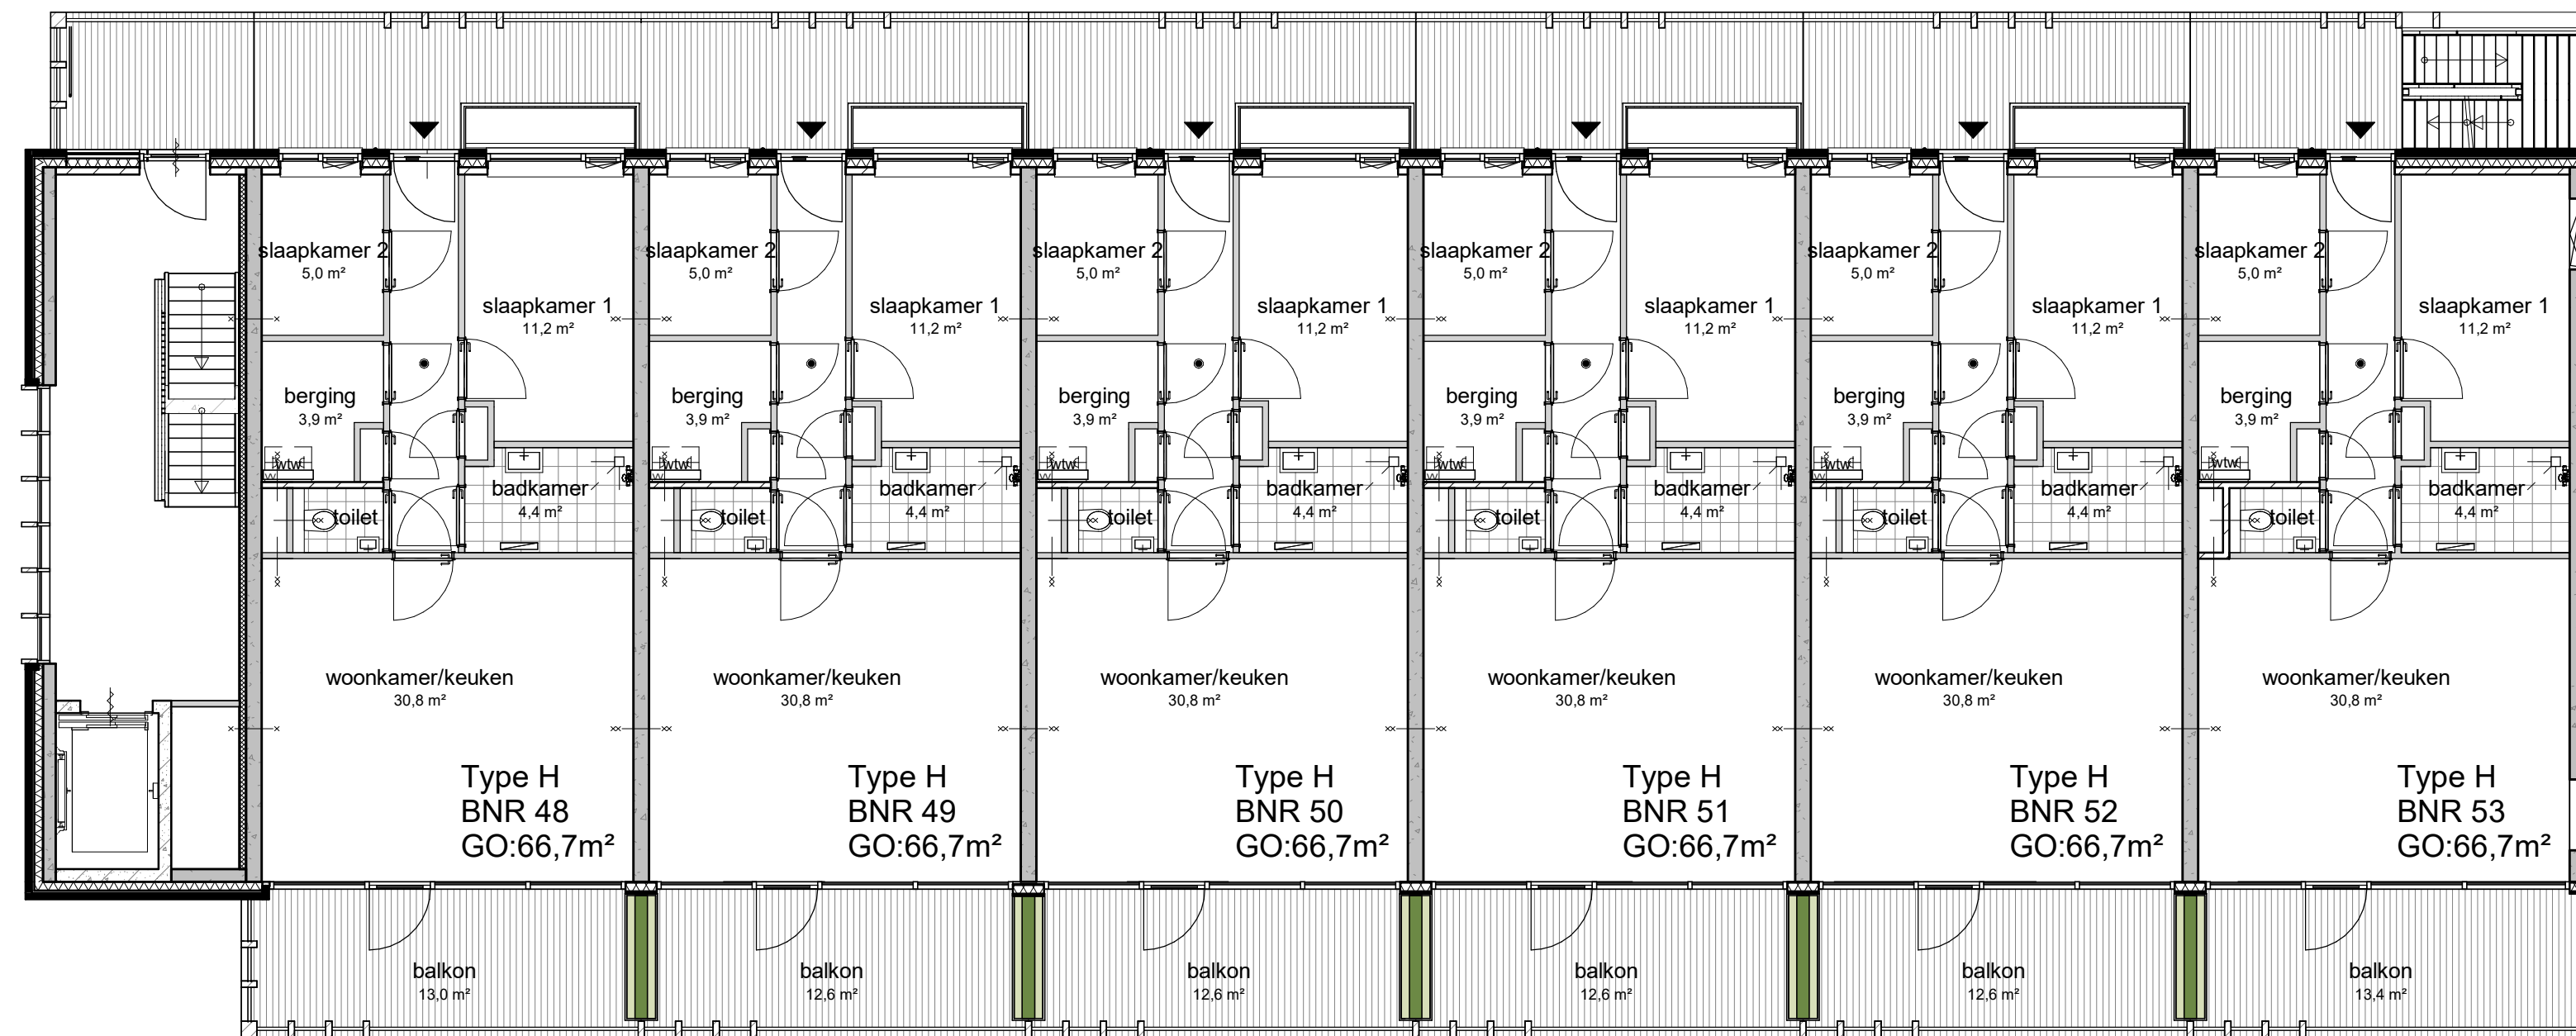 slaapkamer 2
5,0 m²
slaapkamer 1
11,2 m²
berging
3,9 m²
wtw
badkamer
4,4 m²
toilet
woonkamer/keuken
30,8 m²
Type H
BNR 48
GO:66,7m²
balkon
13,0 m²
slaapkamer 2
5,0 m²
slaapkamer 1
11,2 m²
berging
3,9 m²
wtw
badkamer
4,4 m²
toilet
woonkamer/keuken
30,8 m²
Type H
BNR 49
GO:66,7m²
balkon
12,6 m²
slaapkamer 2
5,0 m²
slaapkamer 1
11,2 m²
berging
3,9 m²
wtw
badkamer
4,4 m²
toilet
woonkamer/keuken
30,8 m²
Type H
BNR 50
GO:66,7m²
balkon
12,6 m²
slaapkamer 2
5,0 m²
slaapkamer 1
11,2 m²
berging
3,9 m²
wtw
badkamer
4,4 m²
toilet
woonkamer/keuken
30,8 m²
Type H
BNR 51
GO:66,7m²
balkon
12,6 m²
slaapkamer 2
5,0 m²
slaapkamer 1
11,2 m²
berging
3,9 m²
wtw
badkamer
4,4 m²
toilet
woonkamer/keuken
30,8 m²
Type H
BNR 52
GO:66,7m²
balkon
12,6 m²
slaapkamer 2
5,0 m²
slaapkamer 1
11,2 m²
berging
3,9 m²
wtw
badkamer
4,4 m²
toilet
woonkamer/keuken
30,8 m²
Type H
BNR 53
GO:66,7m²
balkon
13,4 m²